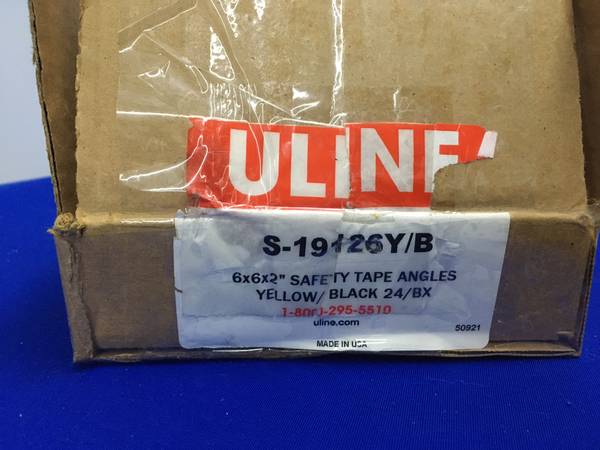 ULINE
S-19126Y/B
6x6x2" SAFETY TAPE ANGLES
YELLOW/ BLACK 24/BX
1-800-295-5510
uline.com
50921
MADE IN USA